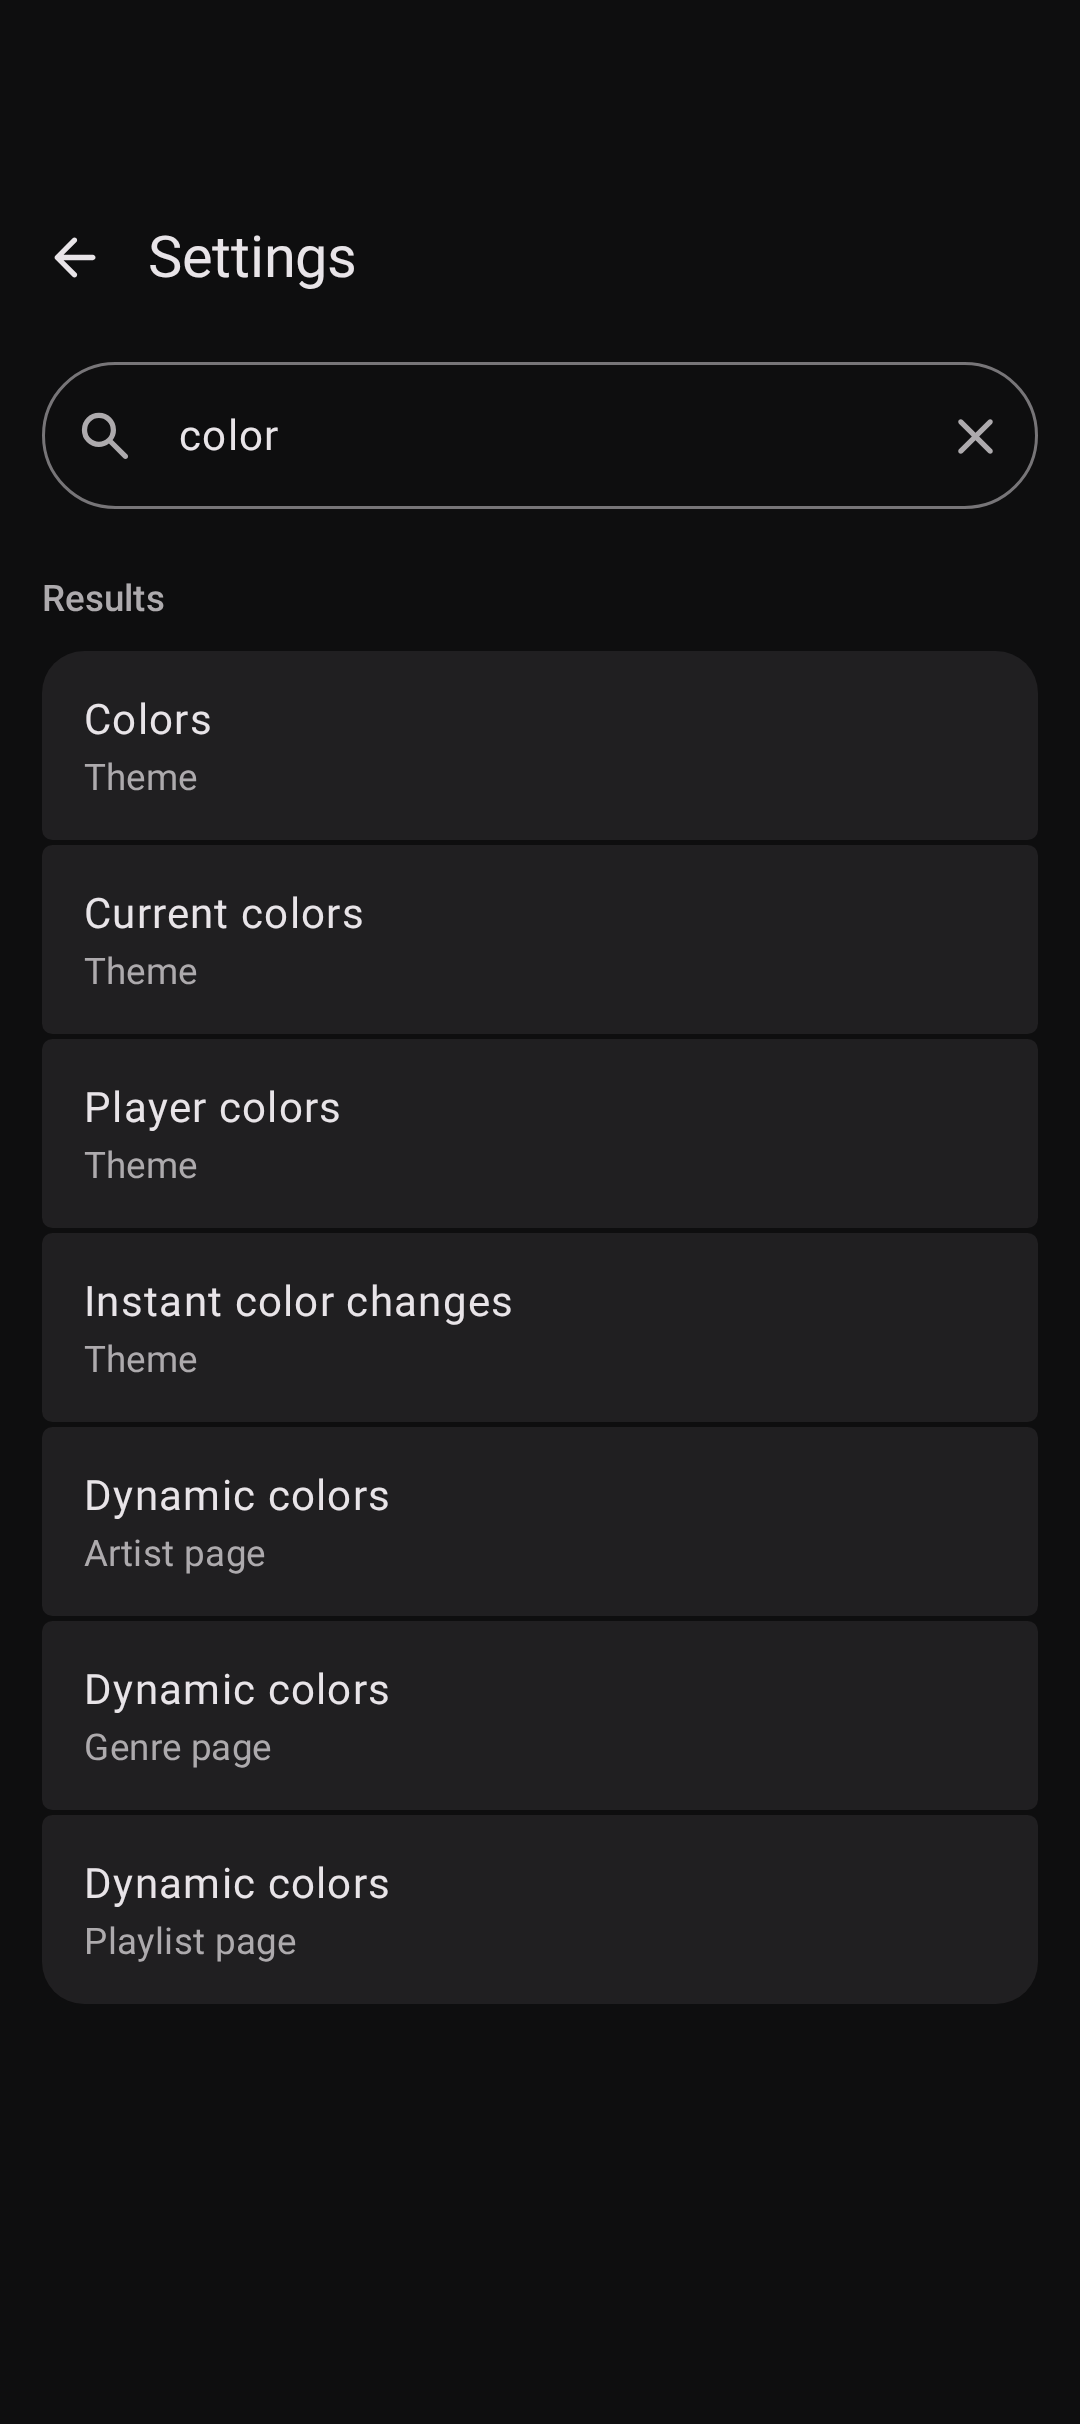 Settings
color
Results
Colors
Theme
Current colors
Theme
Player colors
Theme
Instant color changes
Theme
Dynamic colors
Artist page
Dynamic colors
Genre page
Dynamic colors
Playlist page